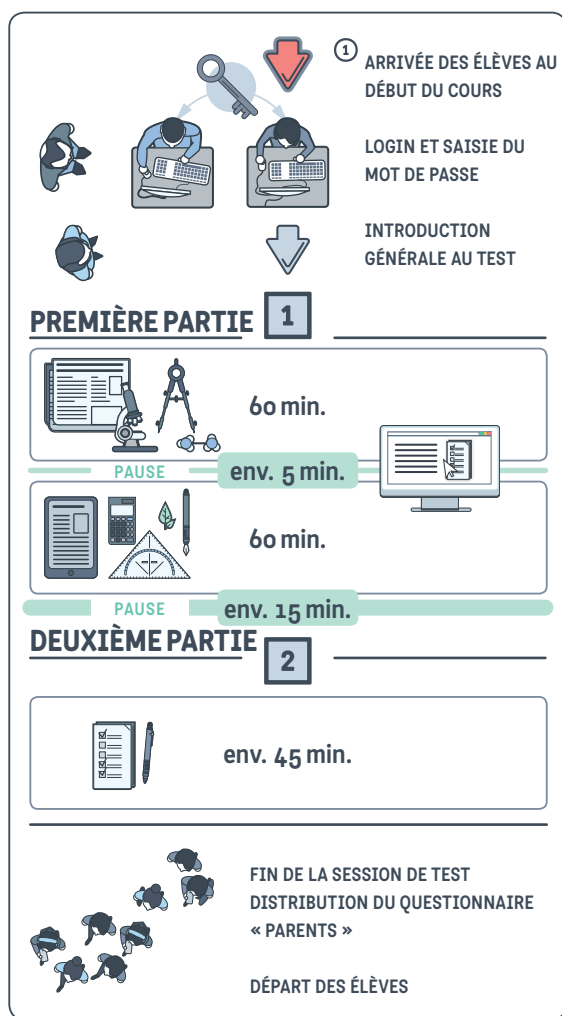 1
ARRIVÉE DES ÉLÈVES AU
DÉBUT DU COURS
LOGIN ET SAISIE DU
MOT DE PASSE
INTRODUCTION
GÉNÉRALE AU TEST
PREMIÈRE PARTIE 1
60 min.
PAUSE env. 5 min.
60 min.
PAUSE env. 15 min.
DEUXIÈME PARTIE 2
env. 45 min.
FIN DE LA SESSION DE TEST
DISTRIBUTION DU QUESTIONNAIRE
« PARENTS »
DÉPART DES ÉLÈVES